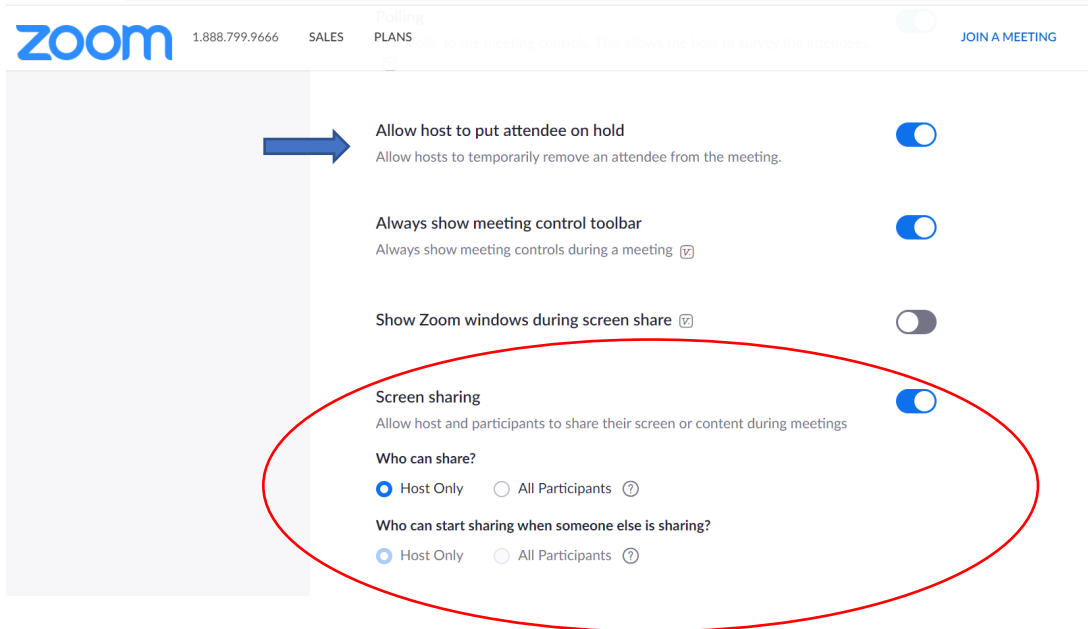 Polling
zoom 1.888.799.9666 SALES PLANS JOIN A MEETING
Allow host to put attendee on hold
Allow hosts to temporarily remove an attendee from the meeting.
Always show meeting control toolbar
Always show meeting controls during a meeting
Show Zoom windows during screen share
Screen sharing
Allow host and participants to share their screen or content during meetings
Who can share?
Host Only All Participants ?
Who can start sharing when someone else is sharing?
Host Only All Participants ?